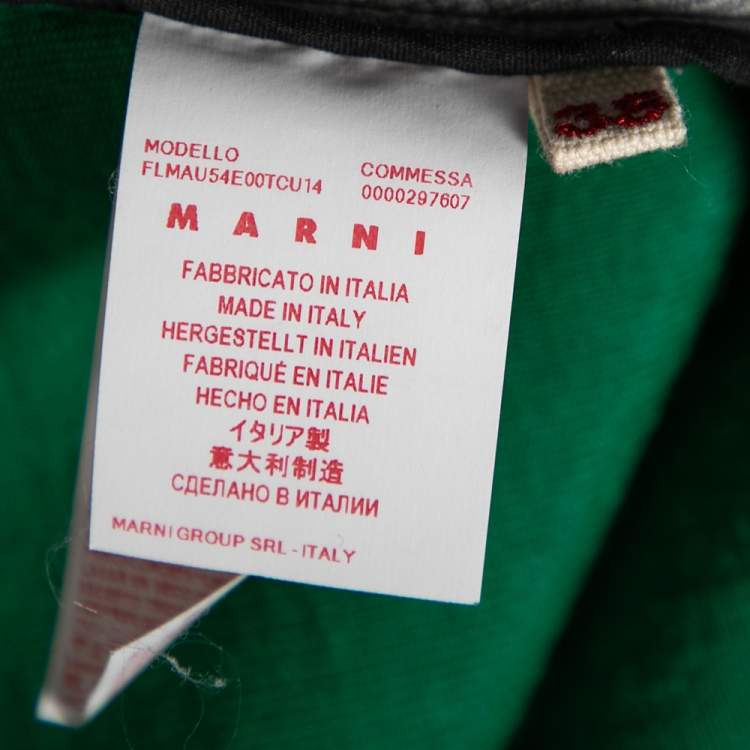 MODELLO
FLMAU54E00TCU14
COMMESSA
0000297607
MARNI
FABBRICATO IN ITALIA
MADE IN ITALY
HERGESTELLT IN ITALIEN
FABRIQUÉ EN ITALIE
HECHO EN ITALIA
イタリア製
意大利制造
СДЕЛАНО В ИТАЛИИ
MARNI GROUP SRL - ITALY